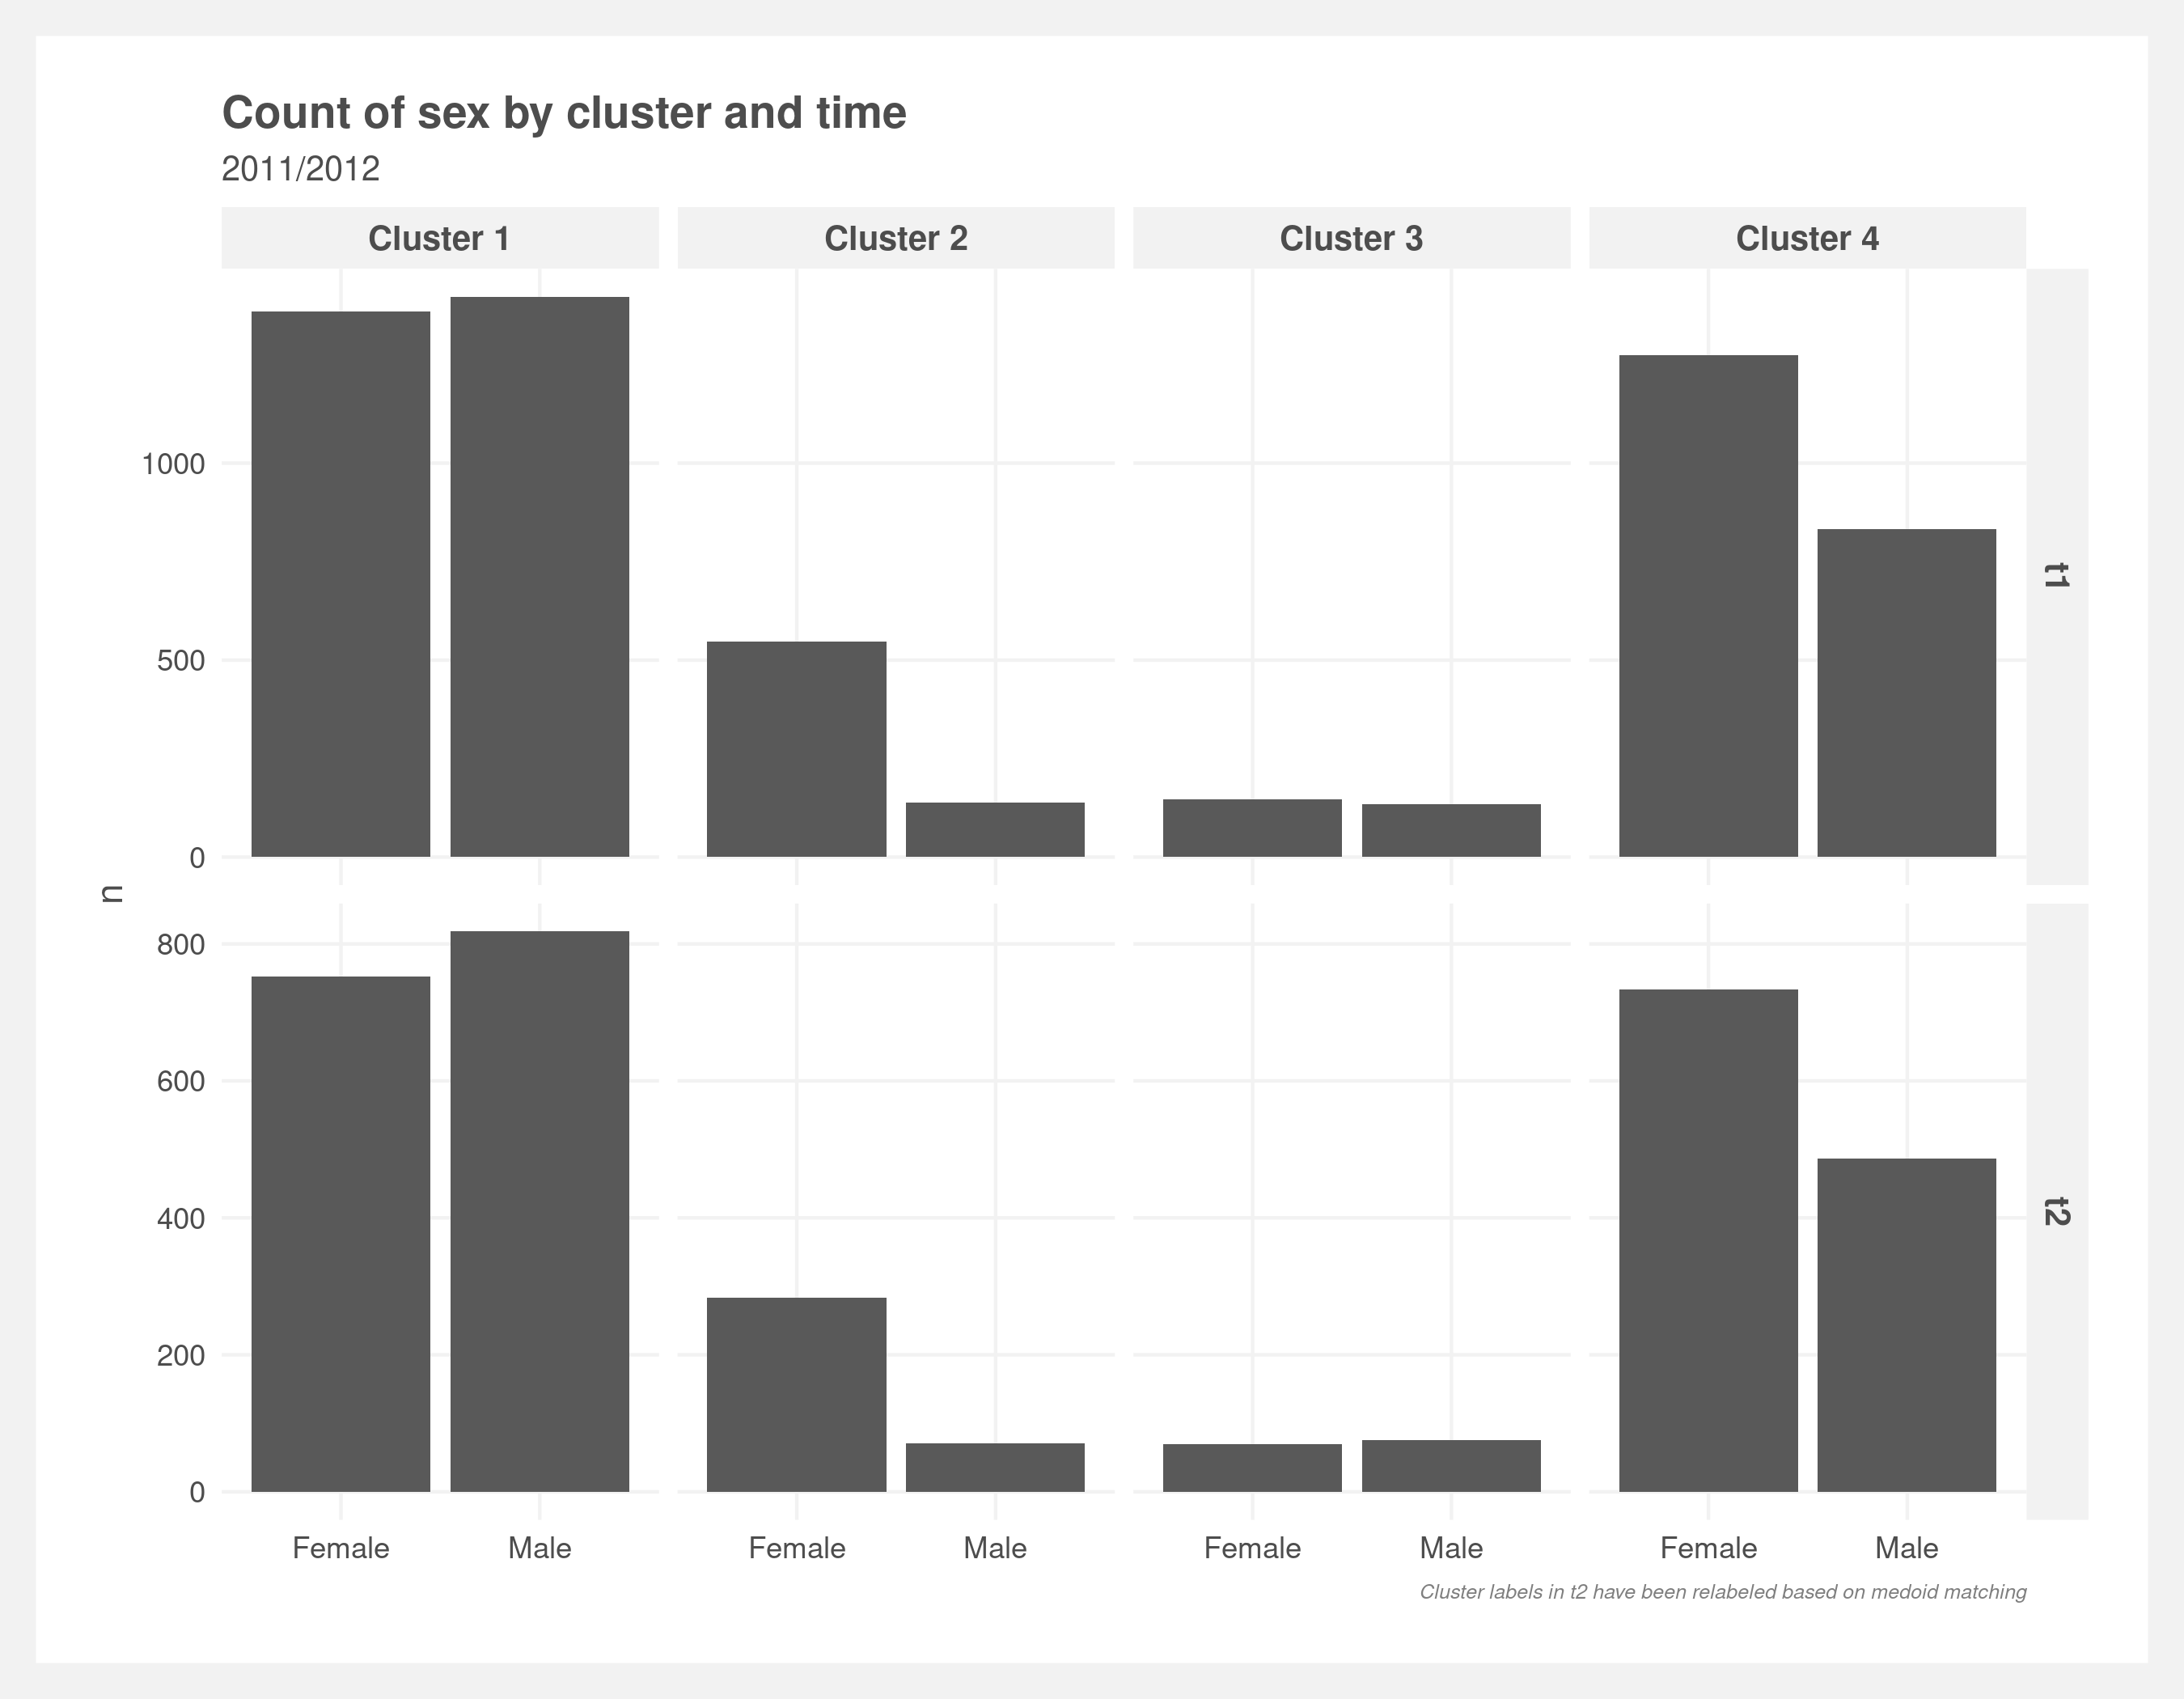 Count of sex by cluster and time
2011/2012
Cluster 1 Cluster 2 Cluster 3 Cluster 4
1000
500
0
t1
n
800
600
400
200
0
t2
Female Male Female Male Female Male Female Male
Cluster labels in t2 have been relabeled based on medoid matching